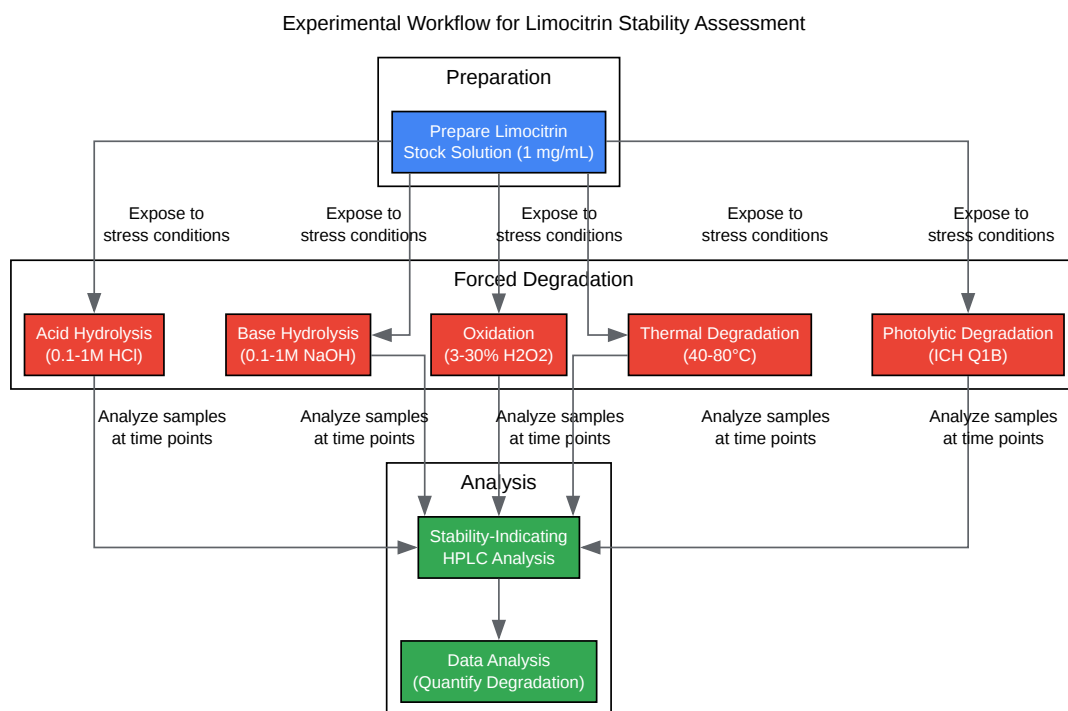 Experimental Workflow for Limocitrin Stability Assessment
Preparation
Prepare Limocitrin
Stock Solution (1 mg/mL)
Expose to
stress conditions
Expose to
stress conditions
Expose to
stress conditions
Expose to
stress conditions
Expose to
stress conditions
Forced Degradation
Acid Hydrolysis
(0.1-1M HCl)
Base Hydrolysis
(0.1-1M NaOH)
Oxidation
(3-30% H2O2)
Thermal Degradation
(40-80°C)
Photolytic Degradation
(ICH Q1B)
Analyze samples
at time points
Analyze samples
at time points
Analyze samples
at time points
Analyze samples
at time points
Analyze samples
at time points
Analysis
Stability-Indicating
HPLC Analysis
Data Analysis
(Quantify Degradation)